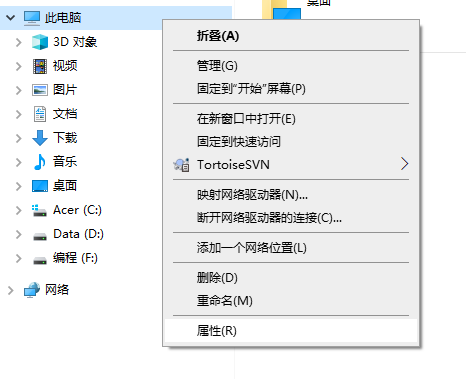 此电脑
3D 对象
视频
图片
文档
下载
音乐
桌面
Acer (C:)
Data (D:)
编程 (F:)
网络
桌面
折叠(A)
管理(G)
固定到"开始"屏幕(P)
在新窗口中打开(E)
固定到快速访问
TortoiseSVN
映射网络驱动器(N)...
断开网络驱动器的连接(C)...
添加一个网络位置(L)
删除(D)
重命名(M)
属性(R)